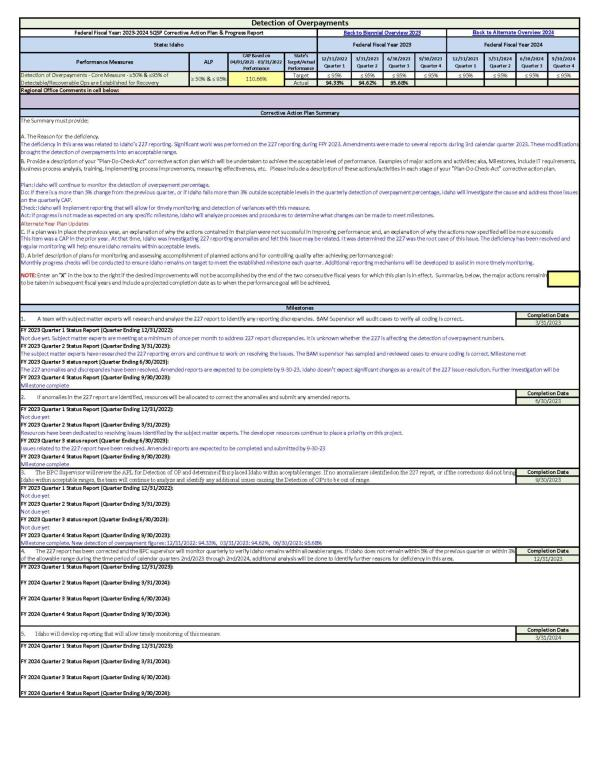 Detection of Overpayments
Federal Fiscal Year: 2023-2024 SQSP Corrective Action Plan & Progress Report
Back to Biennial Overview 2023
Back to Alternate Overview 2024
State: Idaho
Federal Fiscal Year 2023
Federal Fiscal Year 2024
Performance Measures
ALP
CAP Based on 04/01/2021 - 03/31/2022 Performance
State's Target/Actual Performance
12/31/2022 Quarter 1
3/31/2023 Quarter 2
6/30/2023 Quarter 3
9/30/2023 Quarter 4
12/31/2023 Quarter 1
3/31/2024 Quarter 2
6/30/2024 Quarter 3
9/30/2024 Quarter 4
Detection of Overpayments - Core Measure - ≥50% & ≤95% of
Detectable/Recoverable Ops are Established for Recovery
≥ 50% & ≤ 95%
110.66%
Target
≤ 95% ≤ 95% ≤ 95% ≤ 95% ≤ 95% ≤ 95% ≤ 95% ≤ 95%
Actual
94.33% 94.62% 95.68%
Regional Office Comments in cell below:
Corrective Action Plan Summary
The Summary must provide:
A. The Reason for the deficiency.
The deficiency in this area was related to Idaho's 227 reporting. Significant work was performed on the 227 reporting during FFY 2023. Amendments were made to several reports during 3rd calendar quarter 2023. These modifications
brought the detection of overpayments into an acceptable range.
B. Provide a description of your "Plan-Do-Check-Act" corrective action plan which will be undertaken to achieve the acceptable level of performance. Examples of major actions and activities; aka, Milestones, include IT requirements,
business process analysis, training, implementing process improvements, measuring effectiveness, etc. Please include a description of these actions/activities in each stage of your "Plan-Do-Check-Act" corrective action plan.
Plan: Idaho will continue to monitor the detection of overpayment percentage.
Do: If there is a more than 5% change from the previous quarter, or if Idaho falls more than 3% outside acceptable levels in the quarterly detection of overpayment percentage, Idaho will investigate the cause and address those issues
on the quarterly CAP.
Check: Idaho will implement reporting that will allow for timely monitoring and detection of variances with this measure.
Act: If progress is not made as expected on any specific milestone, Idaho will analyze processes and procedures to determine what changes can be made to meet milestones.
Alternate Year Plan Updates
C. If a plan was in place the previous year, an explanation of why the actions contained in that plan were not successful in improving performance; and, an explanation of why the actions now specified will be more successfu
This item was a CAP in the prior year. At that time, Idaho was investigating 227 reporting anomalies and felt this issue may be related. It was determined the 227 was the root cause of this issue. The deficiency has been resolved and
regular monitoring will help ensure Idaho remains within acceptable levels.
D. A brief description of plans for monitoring and assessing accomplishment of planned actions and for controlling quality after achieving performance goal:
Monthly progress checks will be conducted to ensure Idaho remains on target to meet the established milestone each quarter. Additional reporting mechanisms will be developed to assist in more timely monitoring.
NOTE: Enter an "X" in the box to the right if the desired improvements will not be accomplished by the end of the two consecutive fiscal years for which this plan is in effect. Summarize, below, the major actions remaining
to be taken in subsequent fiscal years and include a projected completion date as to when the performance goal will be achieved.
Milestones
Completion Date
1. A team with subject matter experts will research and analyze the 227 report to identify any reporting discrepancies. BAM Supervisor will audit cases to verify all coding is correct.
3/31/2023
FY 2023 Quarter 1 Status Report (Quarter Ending 12/31/2022):
Not due yet. Subject matter experts are meeting at a minimum of once per month to address 227 report discrepancies. It is unknown whether the 227 is affecting the detection of overpayment numbers.
FY 2023 Quarter 2 Status Report (Quarter Ending 3/31/2023):
The subject matter experts have researched the 227 reporting errors and continue to work on resolving the issues. The BAM supervisor has sampled and reviewed cases to ensure coding is correct. Milestone met
FY 2023 Quarter 3 status report (Quarter Ending 6/30/2023):
The 227 anomalies and discrepancies have been resolved. Amended reports are expected to be complete by 9-30-23. Idaho doesn't expect significant changes as a result of the 227 issue resolution. Further investigation will be
FY 2023 Quarter 4 Status Report (Quarter Ending 9/30/2023):
Milestone complete
Completion Date
2. If anomalies in the 227 report are identified, resources will be allocated to correct the anomalies and submit any amended reports.
6/30/2023
FY 2023 Quarter 1 Status Report (Quarter Ending 12/31/2022):
Not due yet
FY 2023 Quarter 2 Status Report (Quarter Ending 3/31/2023):
Resources have been dedicated to resolving issues identified by the subject matter experts. The developer resources continue to place a priority on this project.
FY 2023 Quarter 3 status report (Quarter Ending 6/30/2023):
Issues related to the 227 report have been resolved. Amended reports are expected to be completed and submitted by 9-30-23
FY 2023 Quarter 4 Status Report (Quarter Ending 9/30/2023):
Milestone complete
3. The BPC Supervisor will review the AFL for Detection of OP and determine if this placed Idaho within acceptable ranges. If no anomalies are identified on the 227 report, or if the corrections did not bring
Completion Date
Idaho within acceptable ranges, the team will continue to analyze and identify any additional issues causing the Detection of OPs to be out of range.
9/30/2023
FY 2023 Quarter 1 Status Report (Quarter Ending 12/31/2022):
Not due yet
FY 2023 Quarter 2 Status Report (Quarter Ending 3/31/2023):
Not due yet
FY 2023 Quarter 3 status report (Quarter Ending 6/30/2023):
Not due yet
FY 2023 Quarter 4 Status Report (Quarter Ending 9/30/2023):
Milestone complete. New detection of overpayment figures: 12/31/2022: 94.33%, 03/31/2023: 94.62%, 06/30/2023: 95.68%
4. The 227 report has been corrected and the BPC supervisor will monitor quarterly to verify Idaho remains within allowable ranges. If Idaho does not remain within 5% of the previous quarter or within 3%
Completion Date
of the allowable range during the time period of calendar quarters 2nd/2023 through 2nd/2024, additional analysis will be done to identify further reasons for deficiency in this area.
12/31/2023
FY 2024 Quarter 1 Status Report (Quarter Ending 12/31/2023):
FY 2024 Quarter 2 Status Report (Quarter Ending 3/31/2024):
FY 2024 Quarter 3 Status Report (Quarter Ending 6/30/2024):
FY 2024 Quarter 4 Status Report (Quarter Ending 9/30/2024):
Completion Date
5. Idaho will develop reporting that will allow timely monitoring of this measure.
3/31/2024
FY 2024 Quarter 1 Status Report (Quarter Ending 12/31/2023):
FY 2024 Quarter 2 Status Report (Quarter Ending 3/31/2024):
FY 2024 Quarter 3 Status Report (Quarter Ending 6/30/2024):
FY 2024 Quarter 4 Status Report (Quarter Ending 9/30/2024):